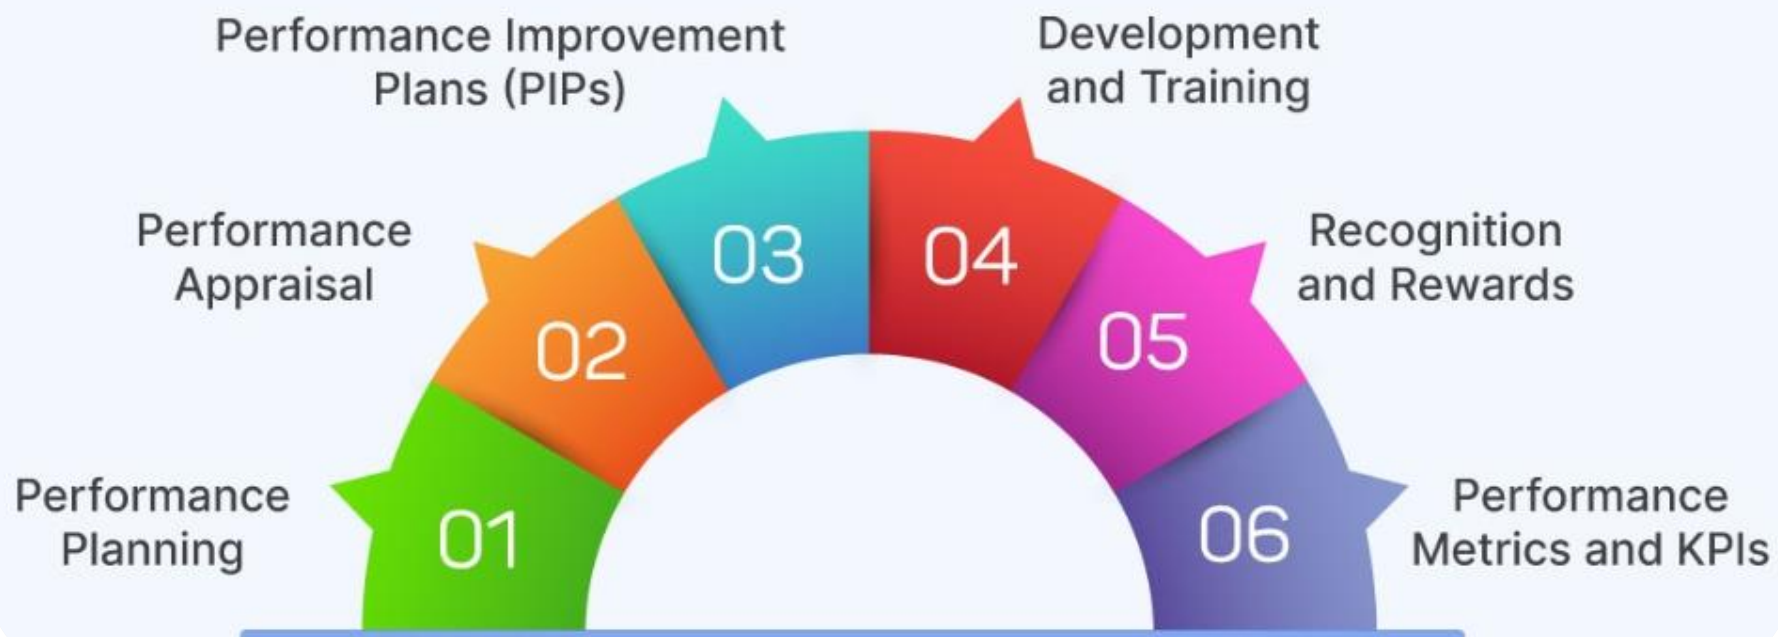 01
Performance
Planning
02
Performance
Appraisal
03
Performance Improvement
Plans (PIPs)
04
Development
and Training
05
Recognition
and Rewards
06
Performance
Metrics and KPIs